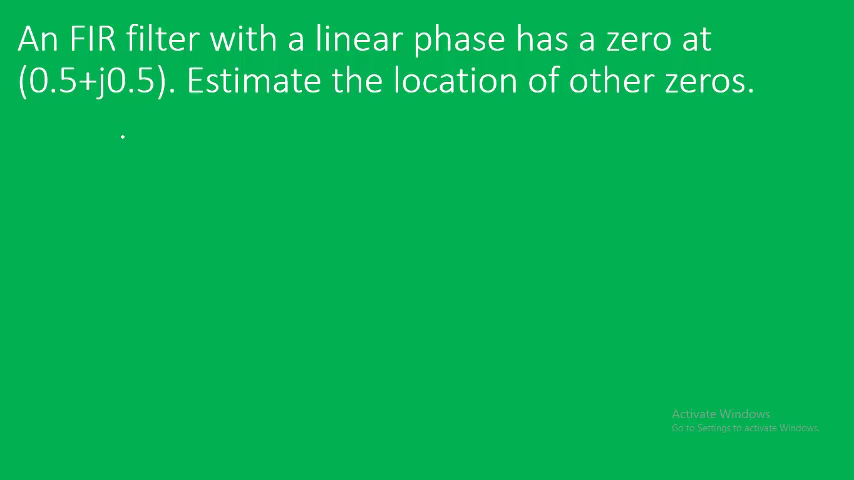 An FIR filter with a linear phase has a zero at
(0.5+j0.5). Estimate the location of other zeros.
Activate Windows
Go to Settings to activate Windows.